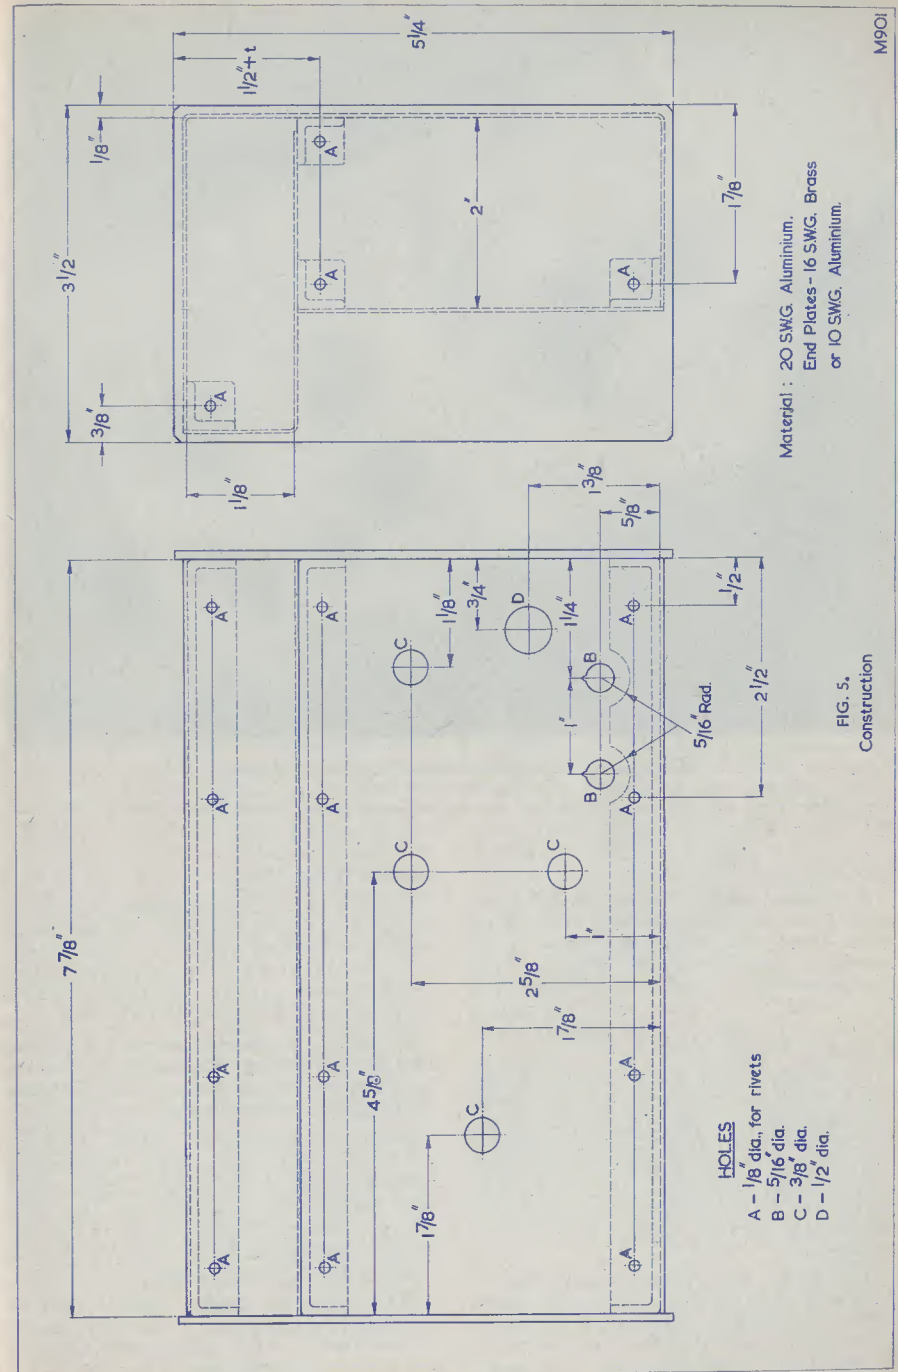 7 7/8"
4 5/8"
1 7/8"
2 5/8"
1 7/8"
1"
1"
1 1/4"
3/4"
1 1/8"
1 3/8"
5/8"
1/2"
2 1/2"
5/16" Rad.
A
A
A
A
A
A
A
A
A
A
A
A
B
B
C
C
C
C
D
3 1/2"
1/8"
3/8"
1 1/8"
1 1/2" + t
5 1/4"
2"
1 7/8"
A
A
A
A
HOLES
A – 1/8" dia., for rivets
B – 5/16" dia.
C – 3/8" dia.
D – 1/2" dia.
Material : 20 S.W.G. Aluminium.
End Plates – 16 S.W.G. Brass
or 10 S.W.G. Aluminium.
FIG. 5.
Construction
M901